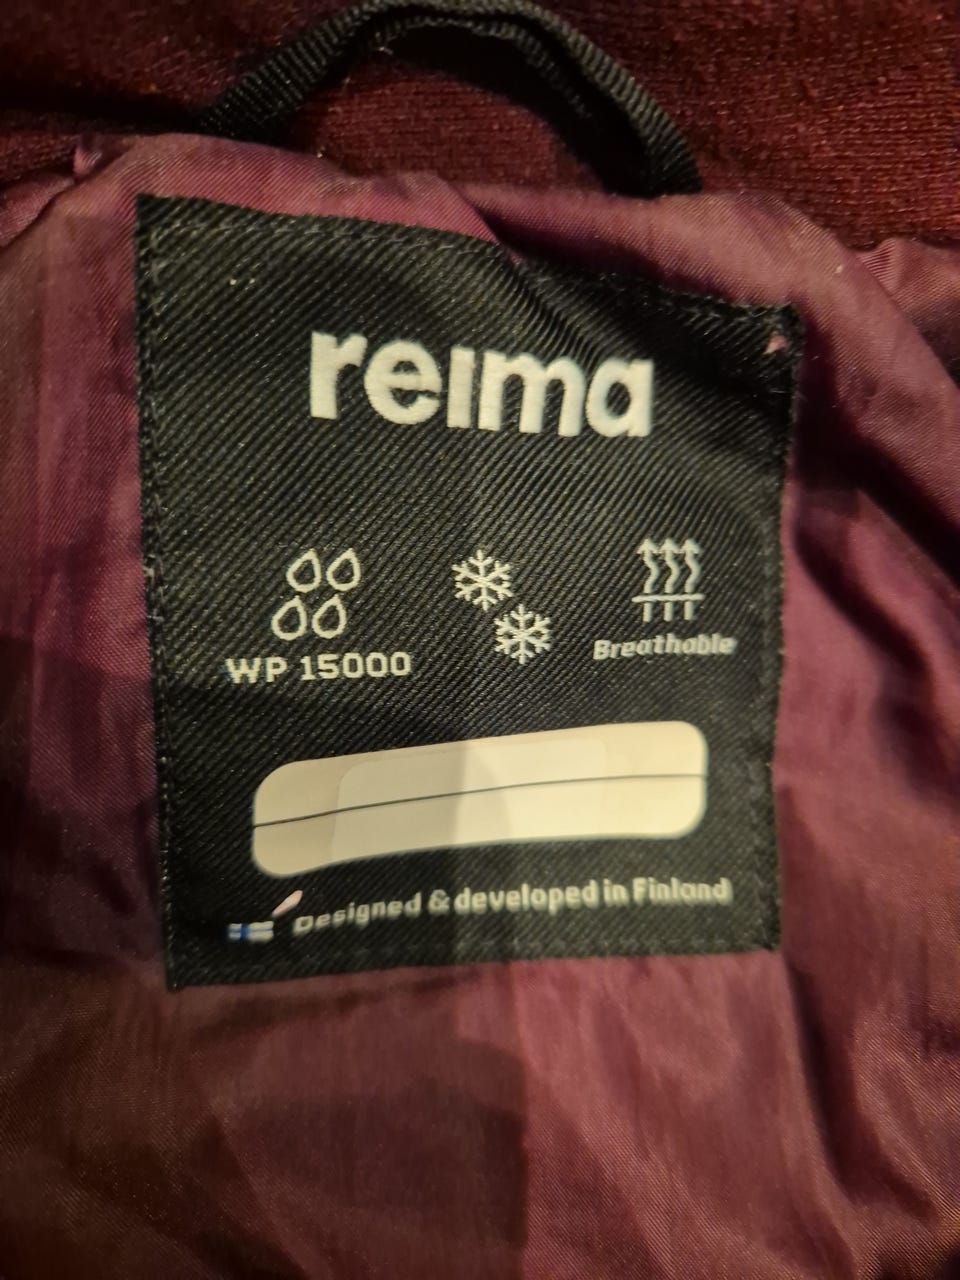 reima
WP 15000
Breathable
Designed & developed in Finland